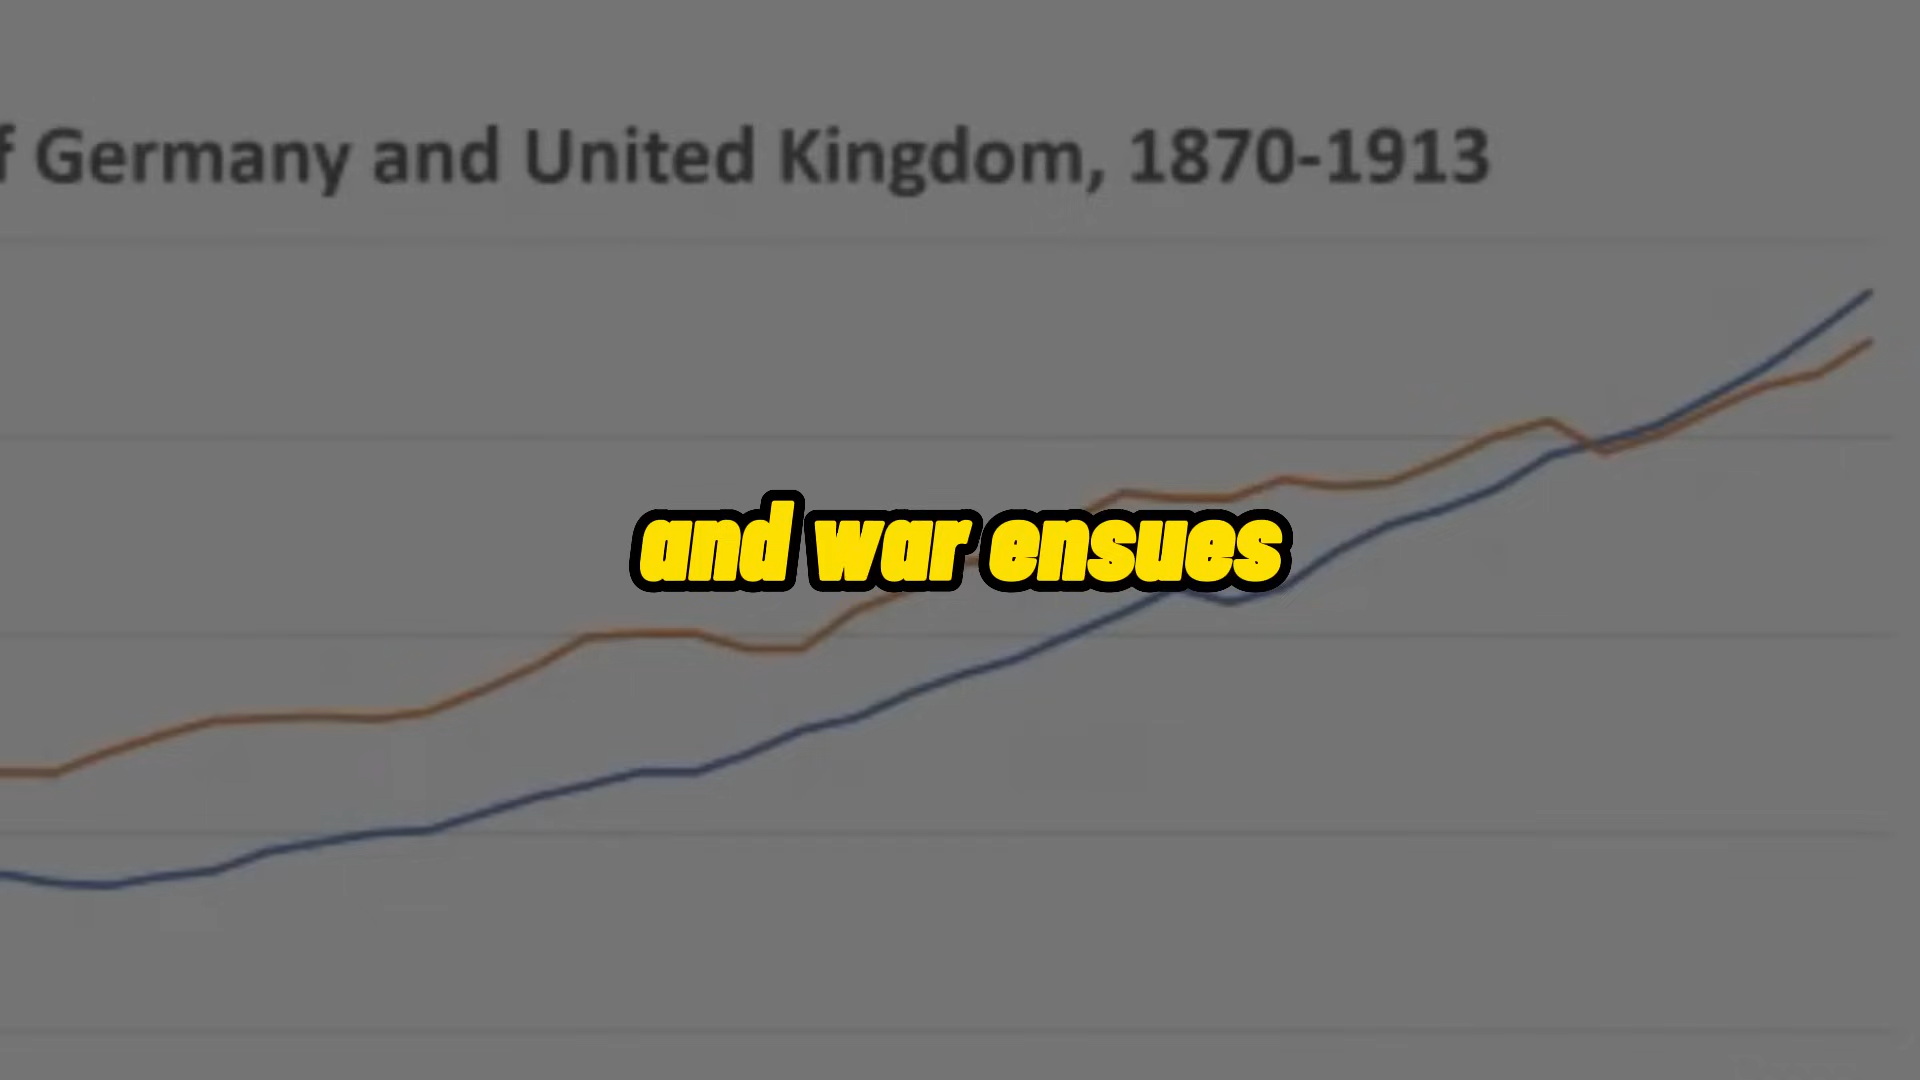 f Germany and United Kingdom, 1870-1913
and war ensues